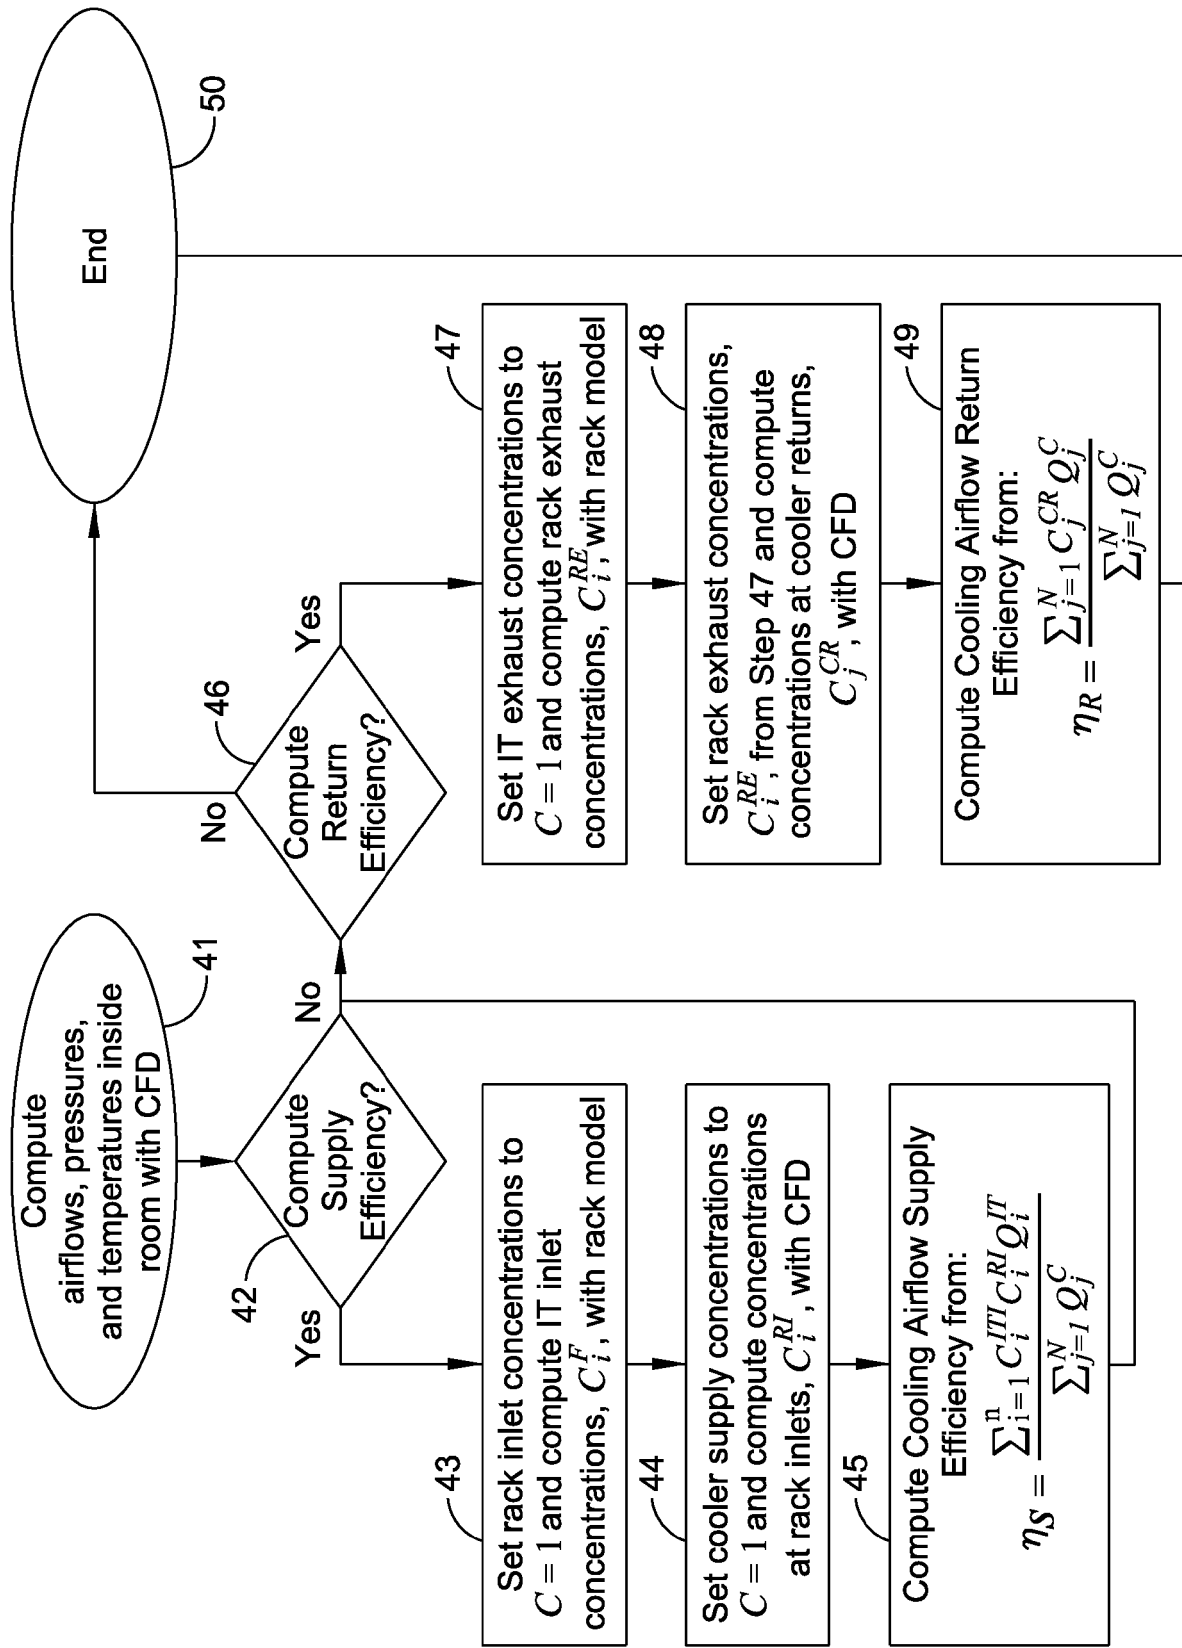 Compute
airflows, pressures,
and temperatures inside
room with CFD
41
Compute
Supply
Efficiency?
42
Yes
No
Set rack inlet concentrations to
C = 1 and compute IT inlet
concentrations, C_i^F, with rack model
43
Set cooler supply concentrations to
C = 1 and compute concentrations
at rack inlets, C_i^{RI}, with CFD
44
Compute Cooling Airflow Supply
Efficiency from:
η_S = \frac{∑_{i=1}^{n} C_i^{ITI} C_i^{RI} Q_i^{IT}}{∑_{j=1}^{N} Q_j^C}
45
Compute
Return
Efficiency?
46
No
Yes
Set IT exhaust concentrations to
C = 1 and compute rack exhaust
concentrations, C_i^{RE}, with rack model
47
Set rack exhaust concentrations,
C_i^{RE}, from Step 47 and compute
concentrations at cooler returns,
C_j^{CR}, with CFD
48
Compute Cooling Airflow Return
Efficiency from:
η_R = \frac{∑_{j=1}^{N} C_j^{CR} Q_j^C}{∑_{j=1}^{N} Q_j^C}
49
End
50